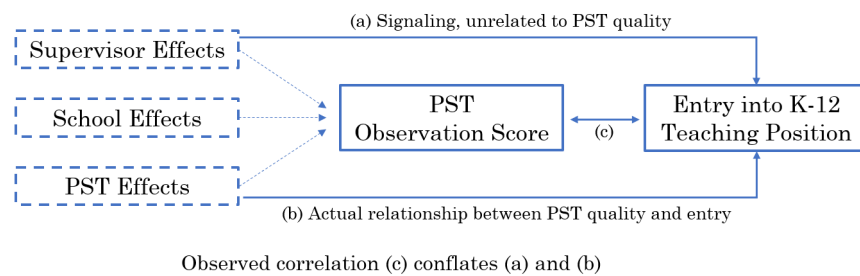 (a) Signaling, unrelated to PST quality
Supervisor Effects
School Effects
PST Effects
PST
Observation Score
(c)
Entry into K-12
Teaching Position
(b) Actual relationship between PST quality and entry
Observed correlation (c) conflates (a) and (b)